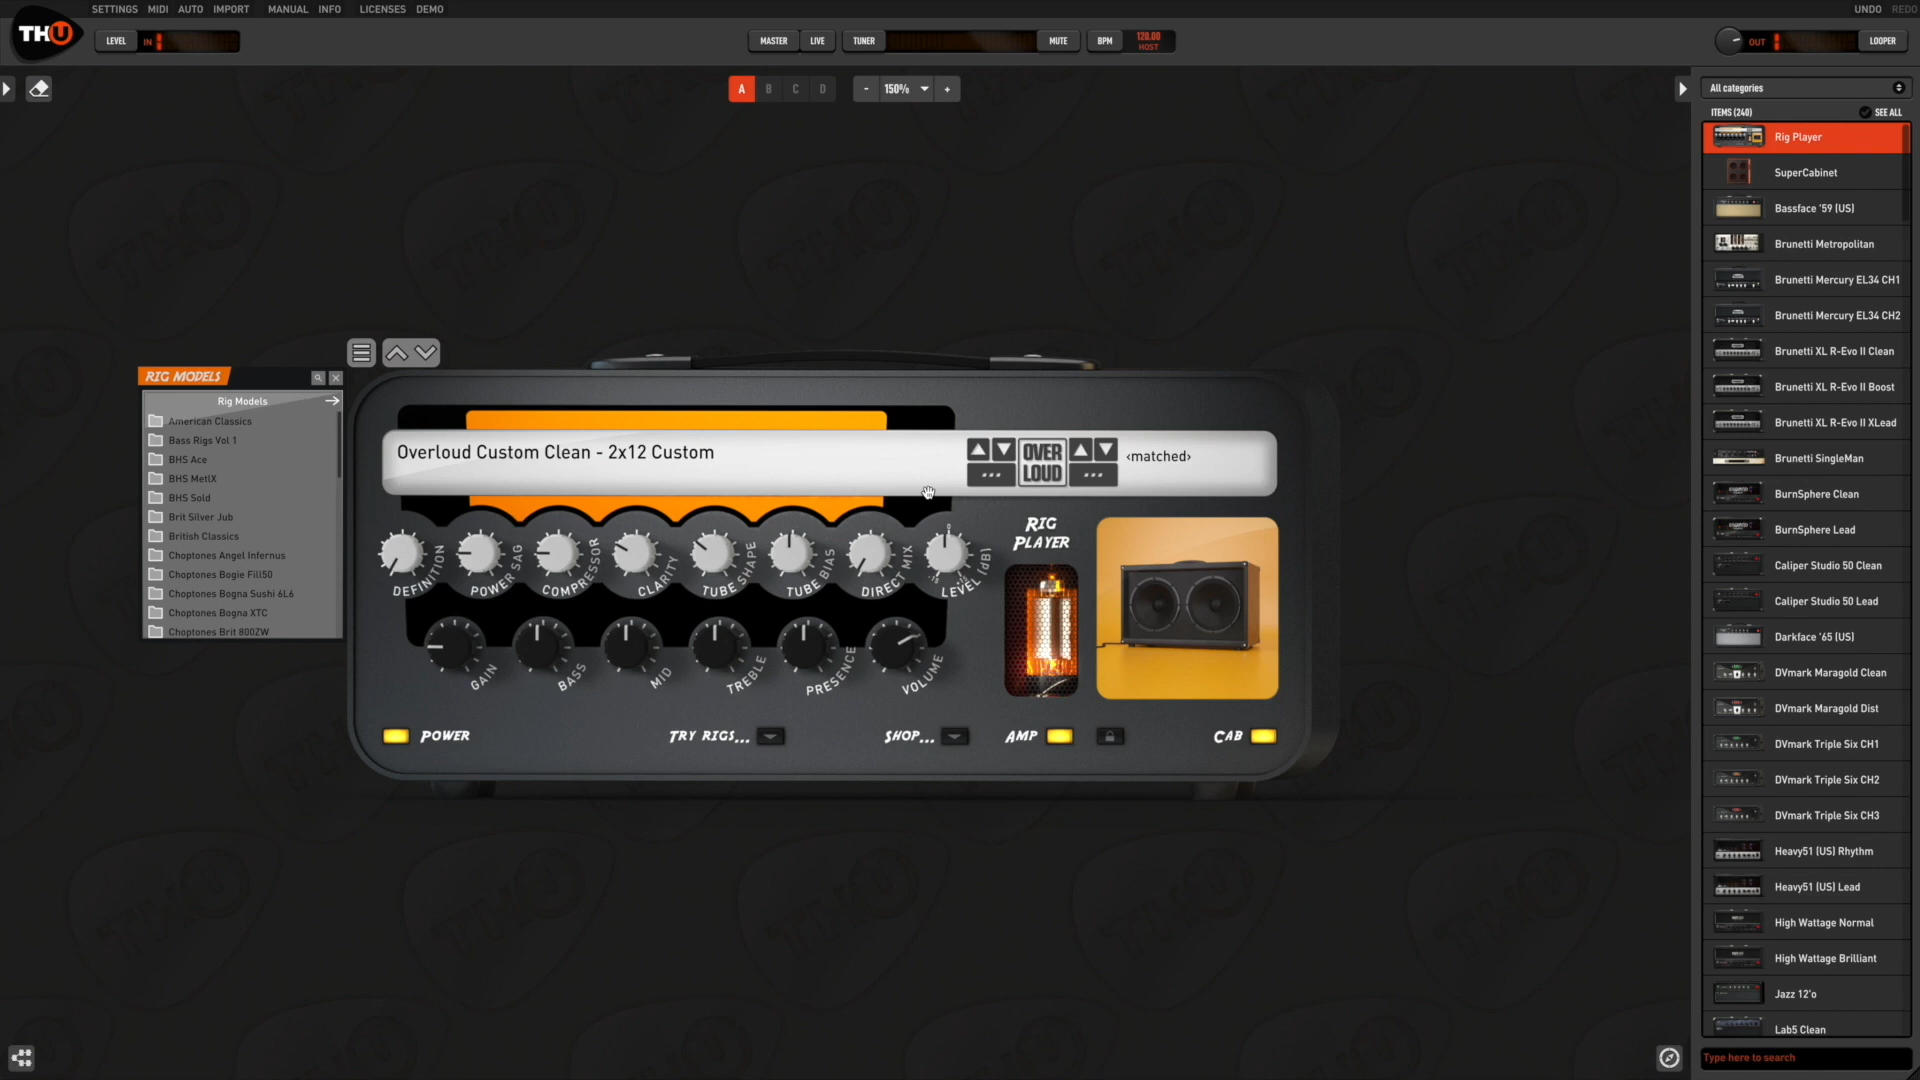 SETTINGS MIDI AUTO IMPORT MANUAL INFO LICENSES DEMO UNDO REDO
THU LEVEL IN MASTER LIVE TUNER MUTE BPM 120.00 HOST OUT LOOPER
A B C D - 150% +
All categories
ITEMS (240) SEE ALL
Rig Player
SuperCabinet
Bassface '59 (US)
Brunetti Metropolitan
Brunetti Mercury EL34 CH1
Brunetti Mercury EL34 CH2
Brunetti XL R-Evo II Clean
Brunetti XL R-Evo II Boost
Brunetti XL R-Evo II XLead
Brunetti SingleMan
BurnSphere Clean
BurnSphere Lead
Caliper Studio 50 Clean
Caliper Studio 50 Lead
Darkface '65 (US)
DVmark Maragold Clean
DVmark Maragold Dist
DVmark Triple Six CH1
DVmark Triple Six CH2
DVmark Triple Six CH3
Heavy51 (US) Rhythm
Heavy51 (US) Lead
High Wattage Normal
High Wattage Brilliant
Jazz 12'o
Lab5 Clean
Type here to search
RIG MODELS
Rig Models
American Classics
Bass Rigs Vol 1
BHS Ace
BHS MetlX
BHS Sold
Brit Silver Jub
British Classics
Choptones Angel Infernus
Choptones Bogie Fill50
Choptones Bogna Sushi 6L6
Choptones Bogna XTC
Choptones Brit 800ZW
Overloud Custom Clean - 2x12 Custom
OVER
LOUD
<matched>
RIG
PLAYER
DEFINITION POWER SAG COMPRESSOR CLARITY TUBE SHAPE TUBE BIAS DIRECT MIX LEVEL (dB)
GAIN BASS MID TREBLE PRESENCE VOLUME
POWER TRY RIGS... SHOP... AMP CAB